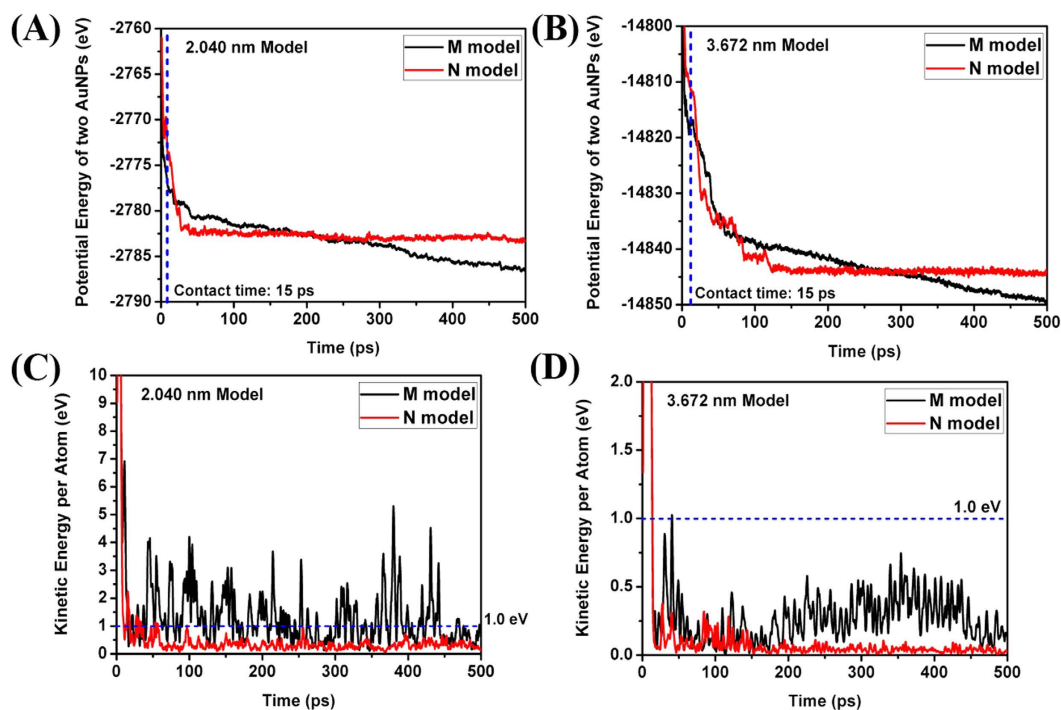 (A)
Potential Energy of two AuNPs (eV)
-2760
-2765
-2770
-2775
-2780
-2785
-2790
2.040 nm Model
M model
N model
Contact time: 15 ps
0 100 200 300 400 500
Time (ps)
(B)
Potential Energy of two AuNPs (eV)
-14800
-14810
-14820
-14830
-14840
-14850
3.672 nm Model
M model
N model
Contact time: 15 ps
0 100 200 300 400 500
Time (ps)
(C)
Kinetic Energy per Atom (eV)
10
9
8
7
6
5
4
3
2
1
0
2.040 nm Model
M model
N model
1.0 eV
0 100 200 300 400 500
Time (ps)
(D)
Kinetic Energy per Atom (eV)
2.0
1.5
1.0
0.5
0.0
3.672 nm Model
M model
N model
1.0 eV
0 100 200 300 400 500
Time (ps)